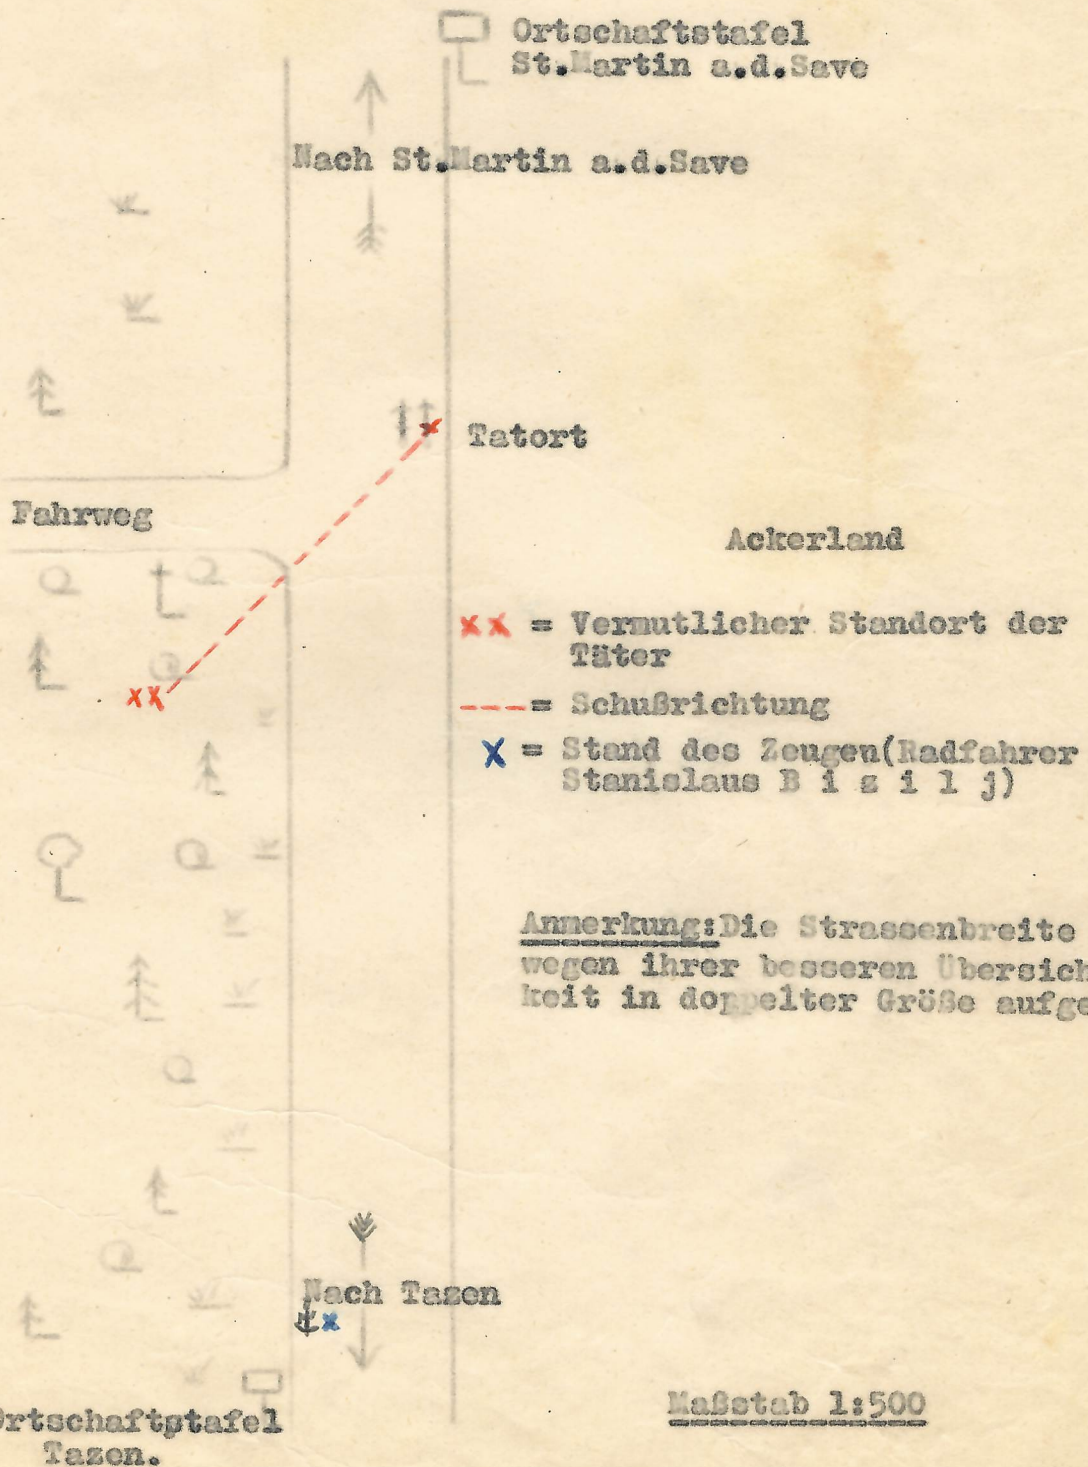 Ortschaftstafel
St.Martin a.d.Save
Nach St.Martin a.d.Save
Tatort
Fahrweg
Ackerland
xx = Vermutlicher Standort der
Täter
---= Schußrichtung
x = Stand des Zeugen(Radfahrer
Stanislaus B i z i l j)
Anmerkung:Die Strassenbreite
wegen ihrer besseren Übersich
keit in doppelter Größe aufge
Nach Tazen
Ortschaftstafel
Tazen.
Maßstab 1:500